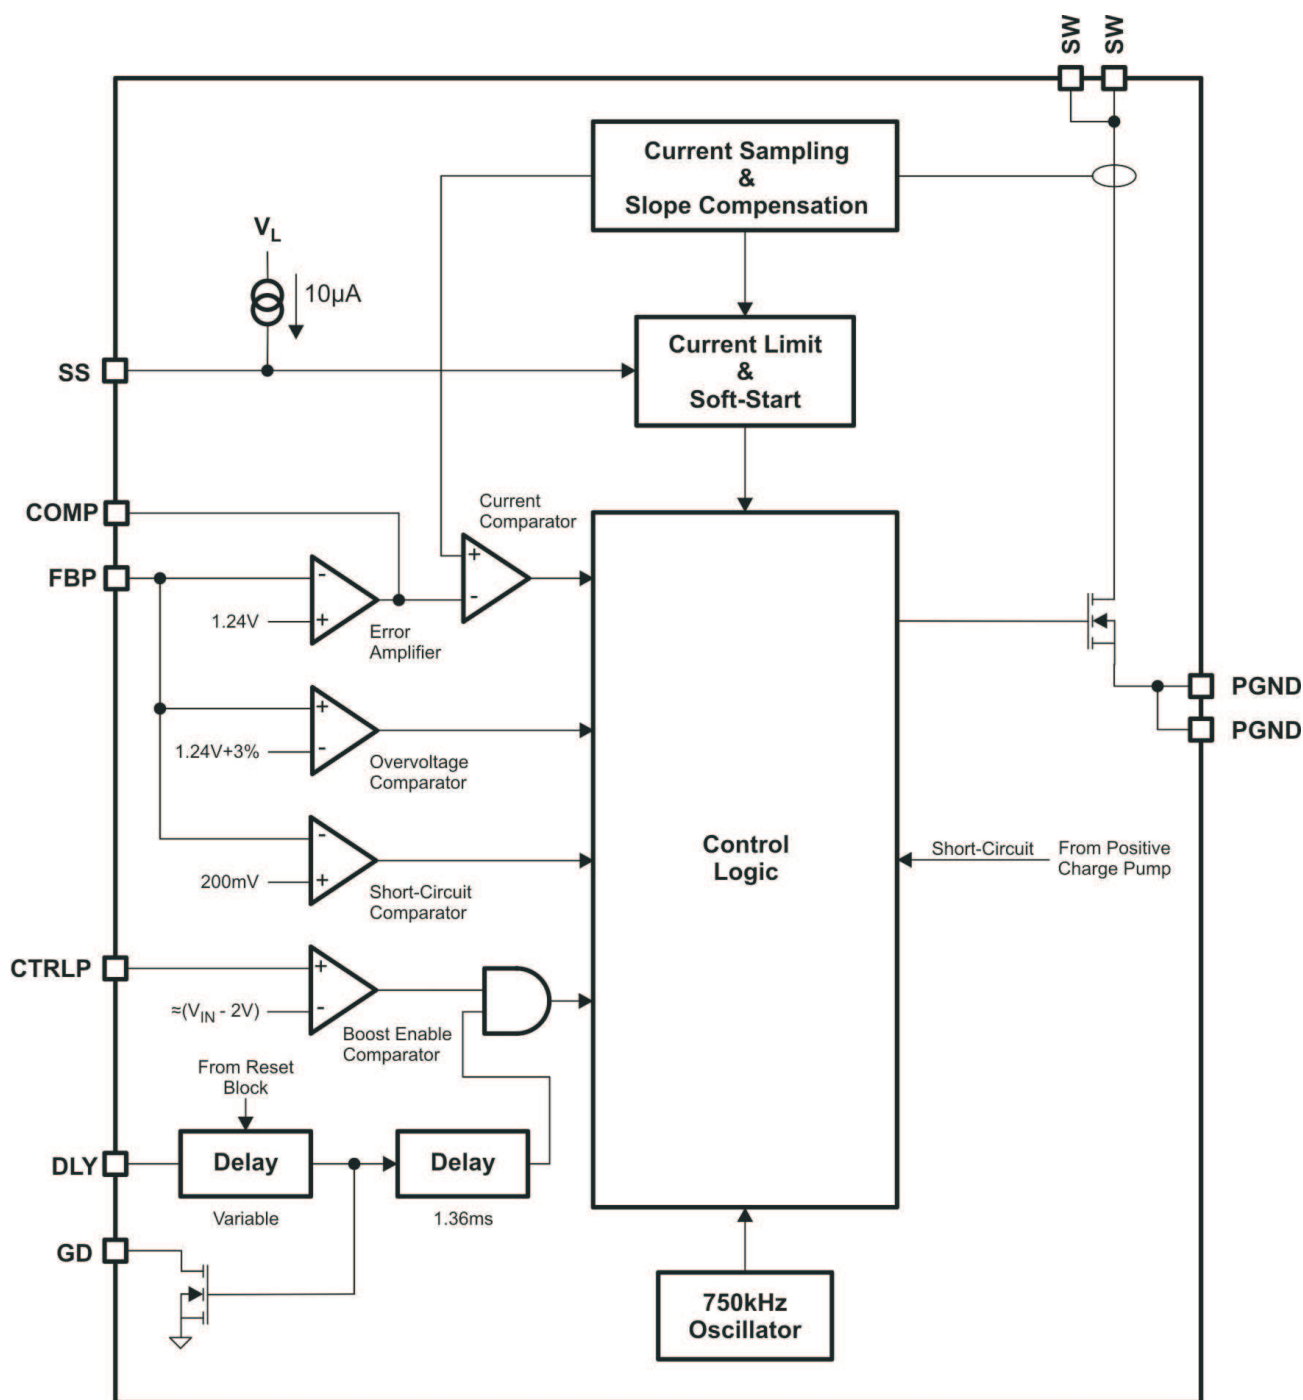 SW
SW
Current Sampling
&
Slope Compensation
VL
10µA
SS
Current Limit
&
Soft-Start
COMP
Current
Comparator
+
-
FBP
-
1.24V
+
Error
Amplifier
+
1.24V+3%
-
Overvoltage
Comparator
PGND
PGND
-
200mV
+
Short-Circuit
Comparator
Control
Logic
Short-Circuit
From Positive
Charge Pump
CTRLP
+
≈(VIN - 2V)
-
Boost Enable
Comparator
From Reset
Block
DLY
Delay
Delay
Variable
1.36ms
GD
750kHz
Oscillator